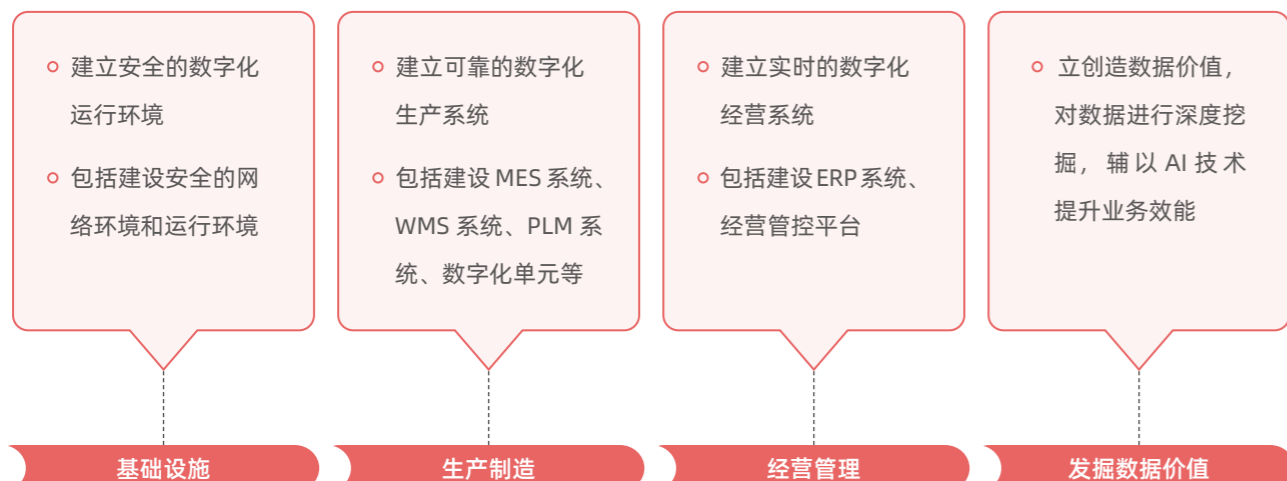 建立安全的数字化
运行环境
包括建设安全的网
络环境和运行环境
建立可靠的数字化
生产系统
包括建设 MES 系统、
WMS 系统、PLM 系
统、数字化单元等
建立实时的数字化
经营系统
包括建设 ERP 系统、
经营管控平台
立创造数据价值，
对数据进行深度挖
掘，辅以 AI 技术
提升业务效能
基础设施
生产制造
经营管理
发掘数据价值